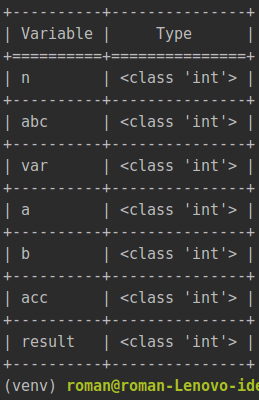 +----------+---------------+
| Variable |     Type      |
+==========+===============+
| n        | <class 'int'> |
+----------+---------------+
| abc      | <class 'int'> |
+----------+---------------+
| var      | <class 'int'> |
+----------+---------------+
| a        | <class 'int'> |
+----------+---------------+
| b        | <class 'int'> |
+----------+---------------+
| acc      | <class 'int'> |
+----------+---------------+
| result   | <class 'int'> |
+----------+---------------+
(venv) roman@roman-Lenovo-ide